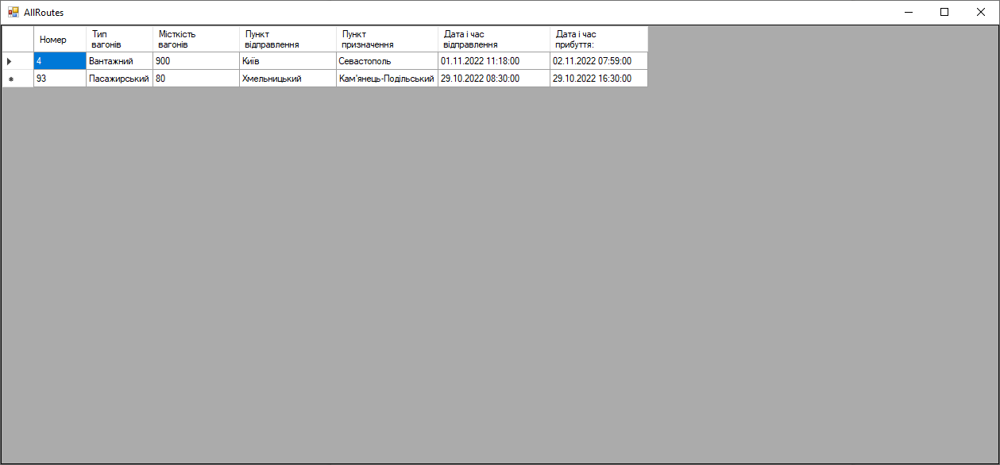 AllRoutes
Номер Тип вагонів Місткість вагонів Пункт відправлення Пункт призначення Дата і час відправлення Дата і час прибуття:
4 Вантажний 900 Київ Севастополь 01.11.2022 11:18:00 02.11.2022 07:59:00
93 Пасажирський 80 Хмельницький Кам'янець-Подільський 29.10.2022 08:30:00 29.10.2022 16:30:00